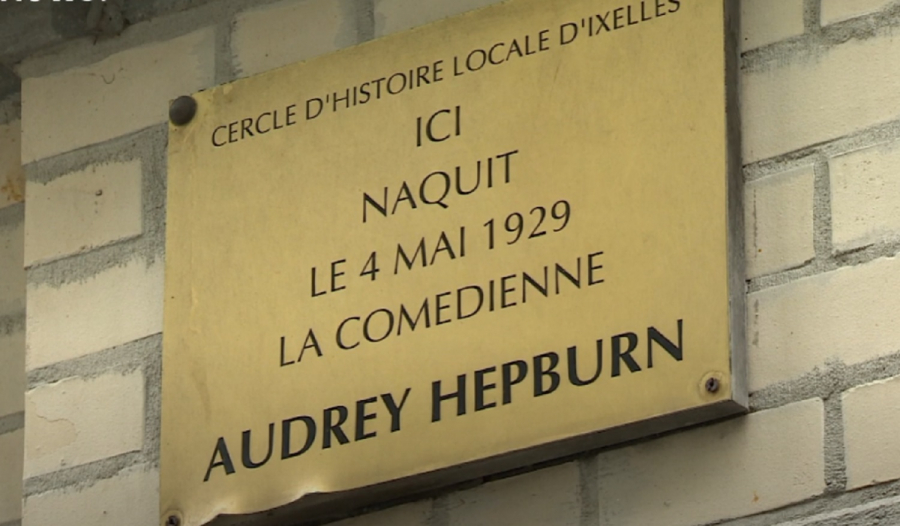 CERCLE D'HISTOIRE LOCALE D'IXELLES
ICI
NAQUIT
LE 4 MAI 1929
LA COMEDIENNE
AUDREY HEPBURN